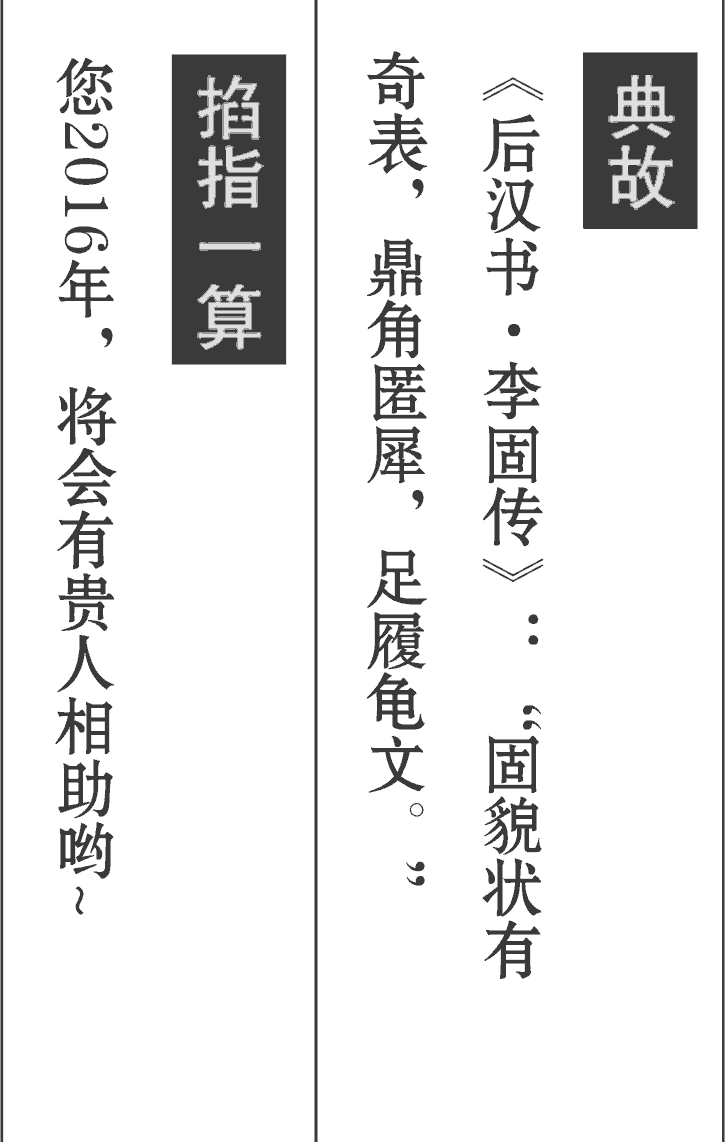 典故
《后汉书·李固传》：“固貌状有
奇表，鼎角匿犀，足履龟文。”
掐指一算
您2016年，将会有贵人相助哟~